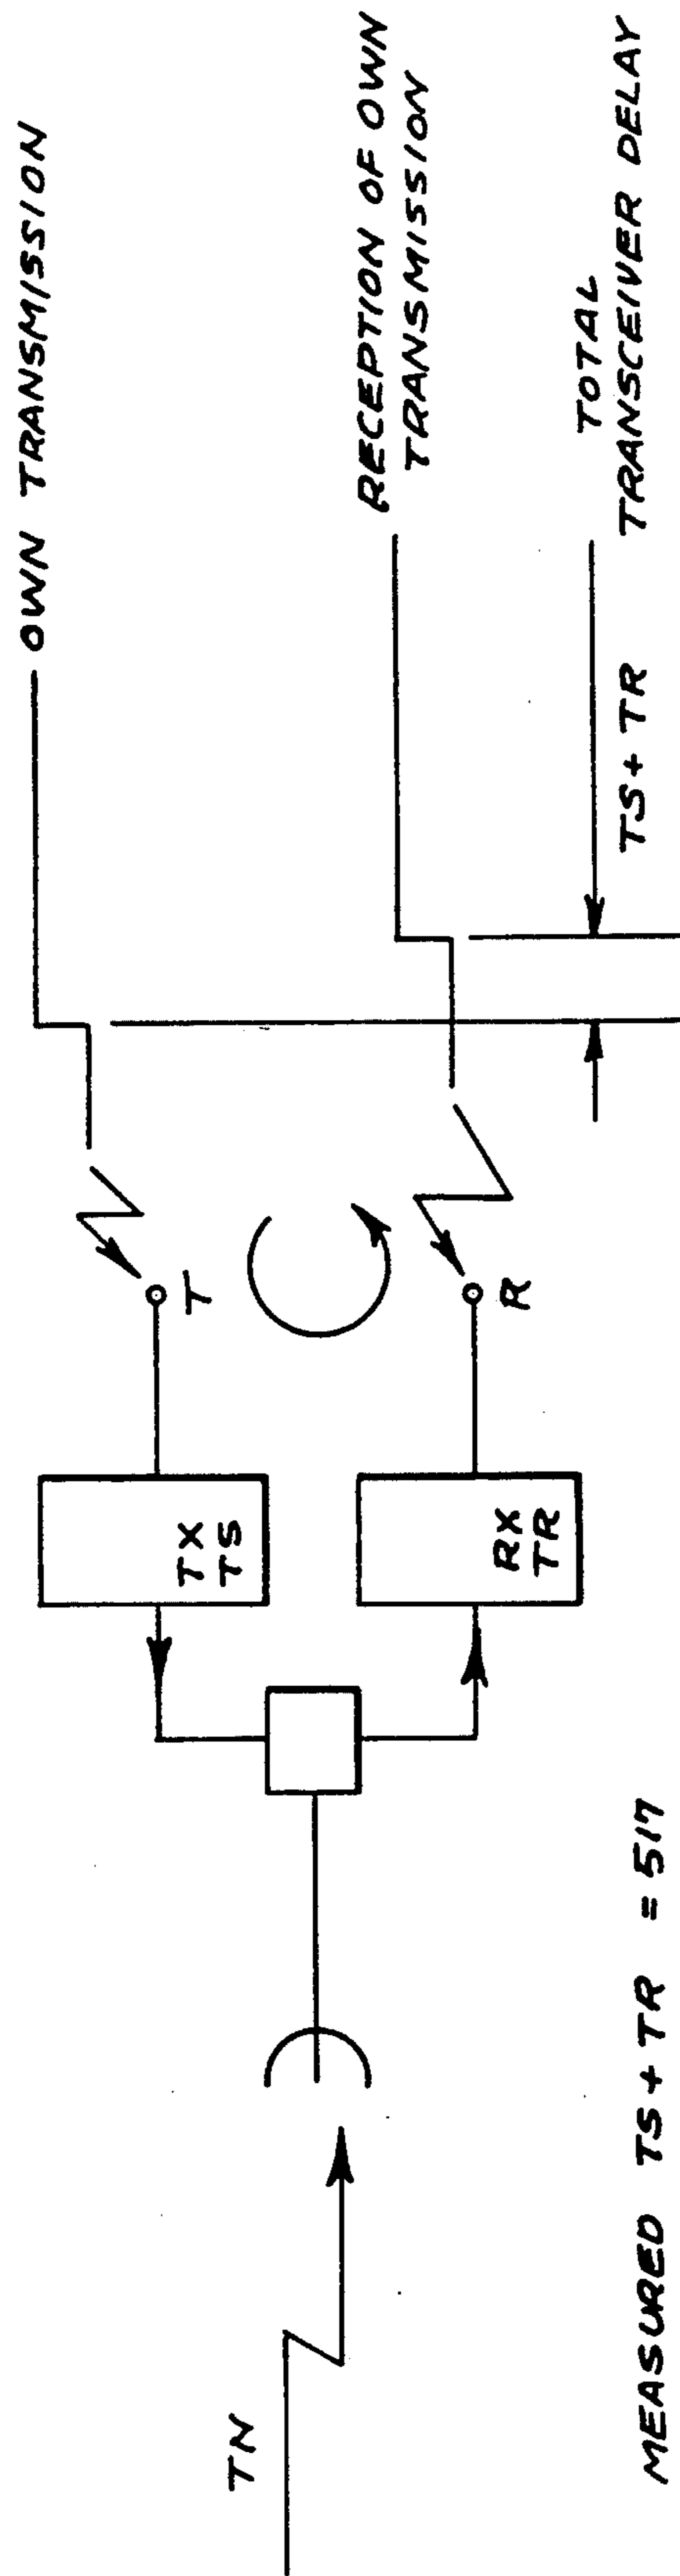 OWN TRANSMISSION
TN
TX
TS
T
RECEPTION OF OWN
TRANSMISSION
RX
TR
R
TS + TR
TOTAL
TRANSCEIVER DELAY
MEASURED TS + TR = 517